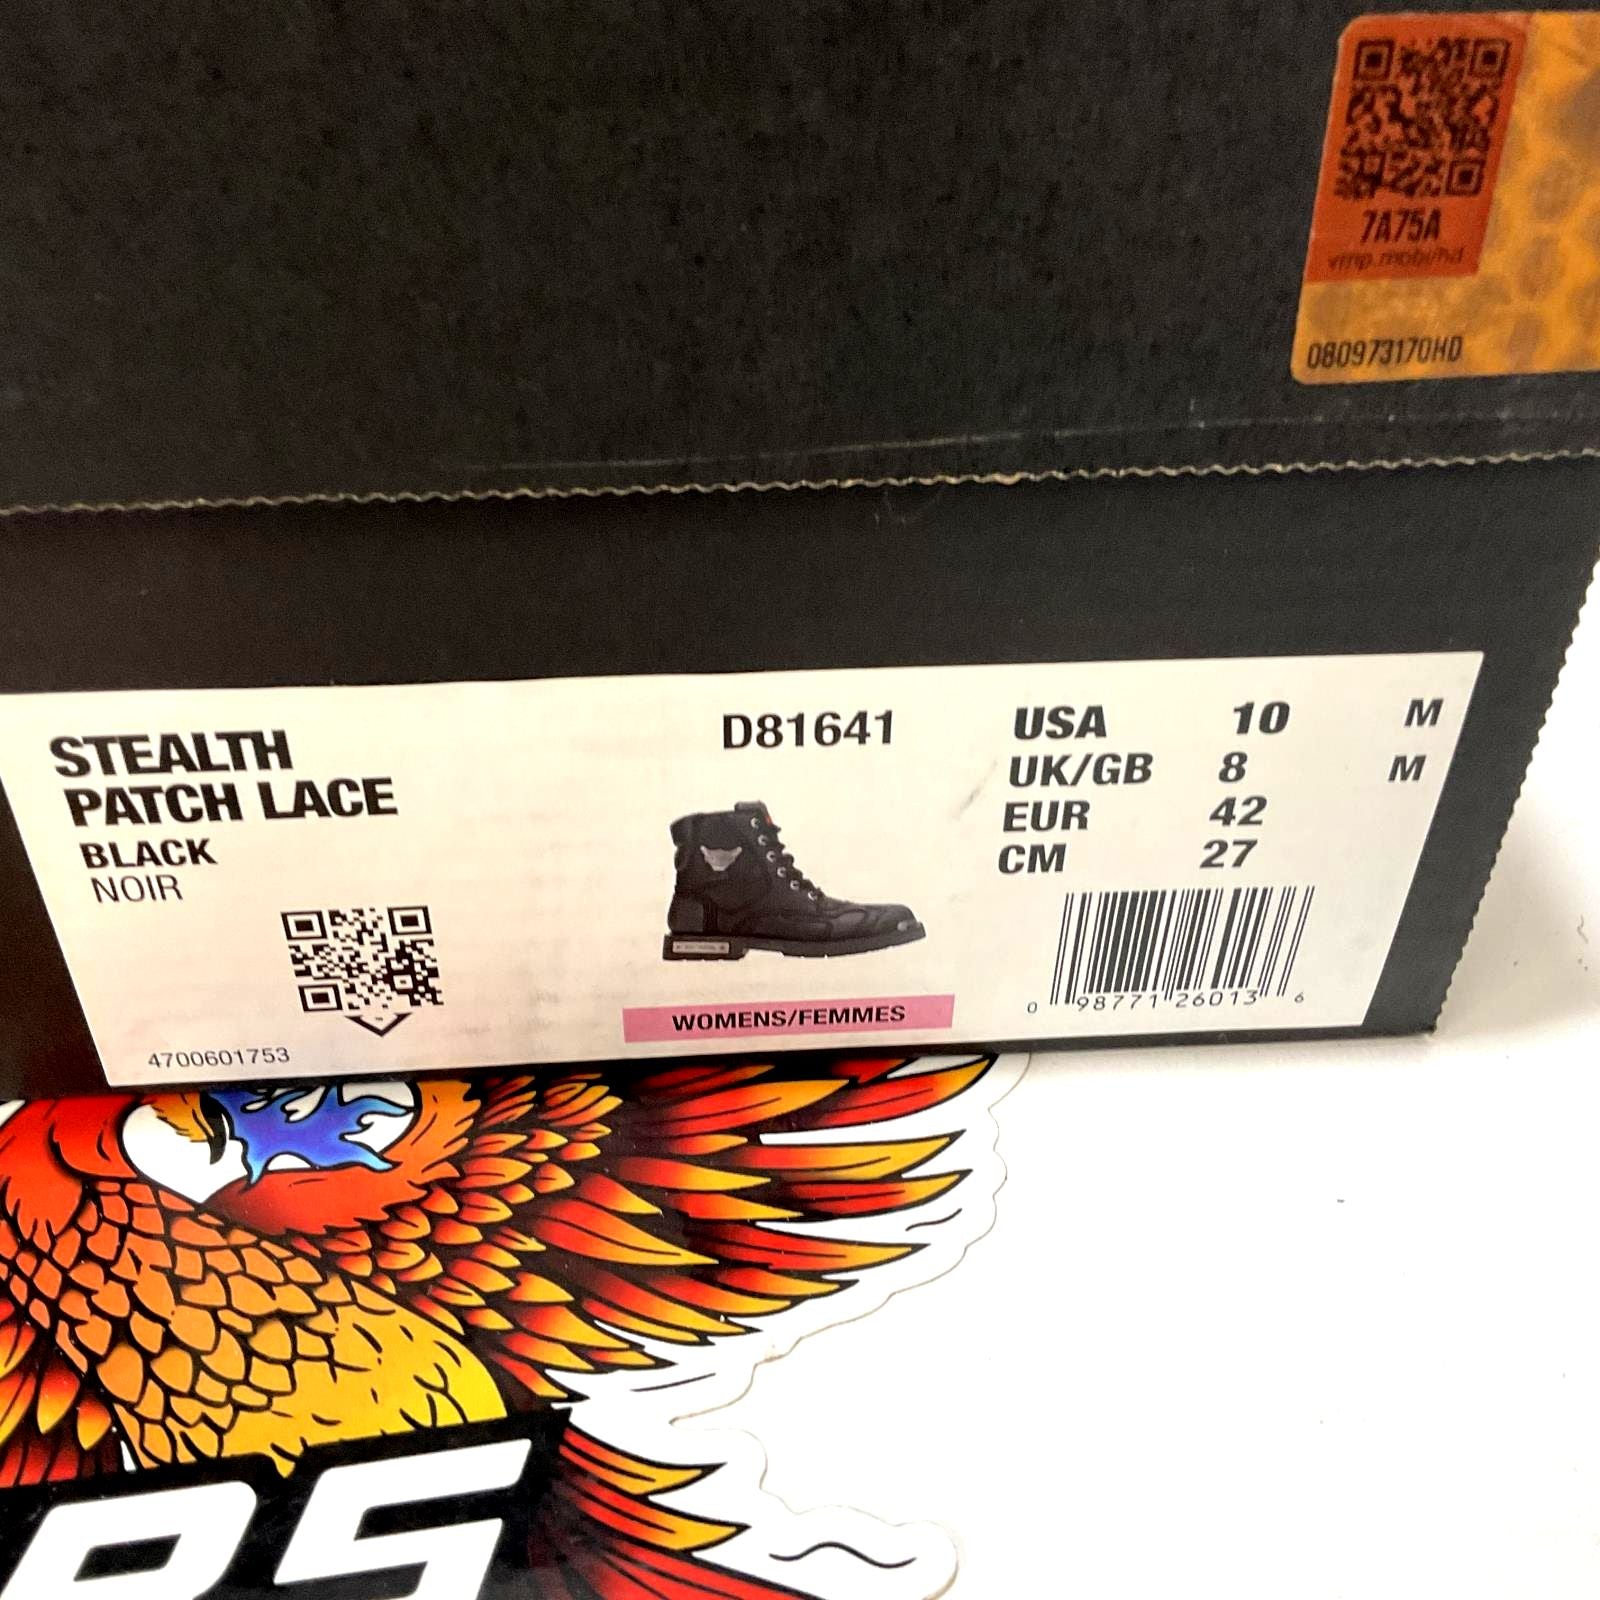 7A75A
vmp.mobi/hd
080973170HD
STEALTH
PATCH LACE
BLACK
NOIR
4700601753
D81641
WOMENS/FEMMES
USA 10 M
UK/GB 8 M
EUR 42
CM 27
0 98771 26013 6